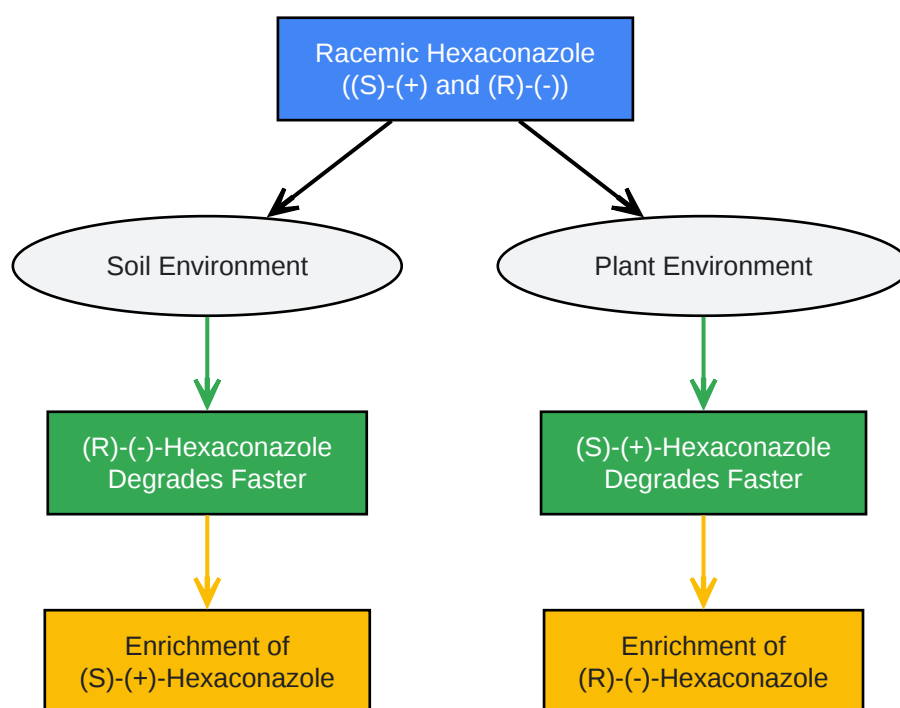 Racemic Hexaconazole
((S)-(+) and (R)-(-))
Soil Environment
Plant Environment
(R)-(-)-Hexaconazole
Degrades Faster
(S)-(+)-Hexaconazole
Degrades Faster
Enrichment of
(S)-(+)-Hexaconazole
Enrichment of
(R)-(-)-Hexaconazole